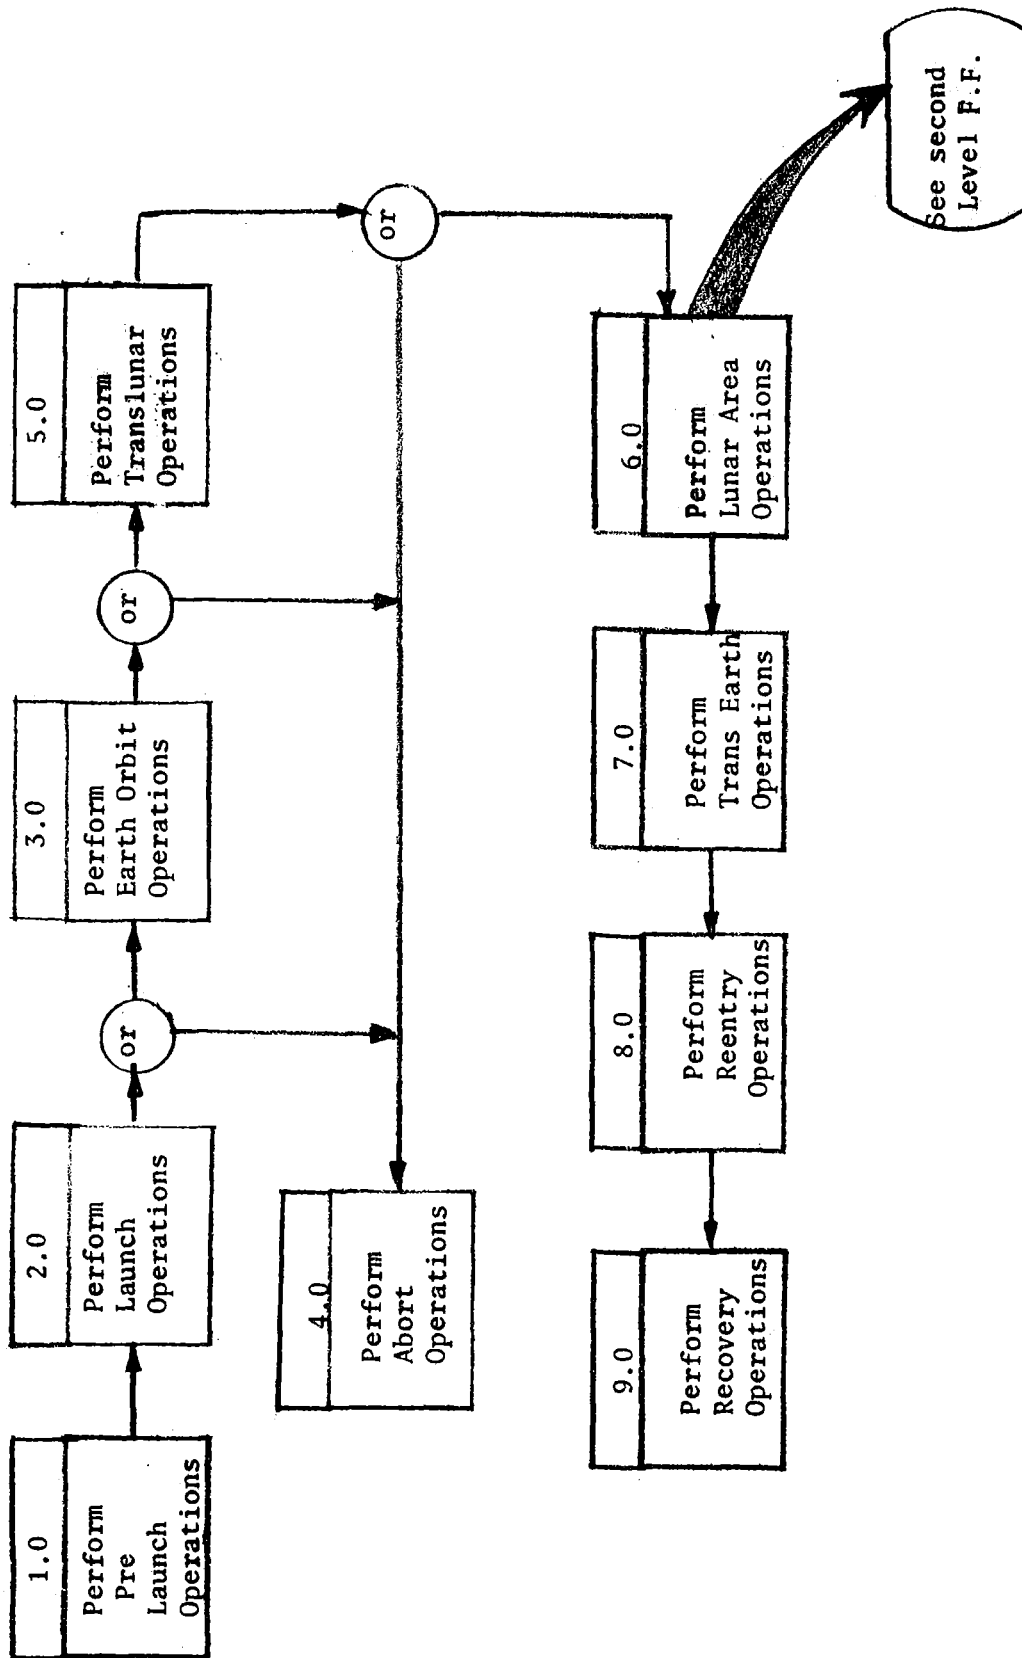 1.0
Perform
Pre
Launch
Operations
2.0
Perform
Launch
Operations
or
3.0
Perform
Earth Orbit
Operations
or
5.0
Perform
Translunar
Operations
or
4.0
Perform
Abort
Operations
6.0
Perform
Lunar Area
Operations
7.0
Perform
Trans Earth
Operations
8.0
Perform
Reentry
Operations
9.0
Perform
Recovery
Operations
See second
Level F.F.